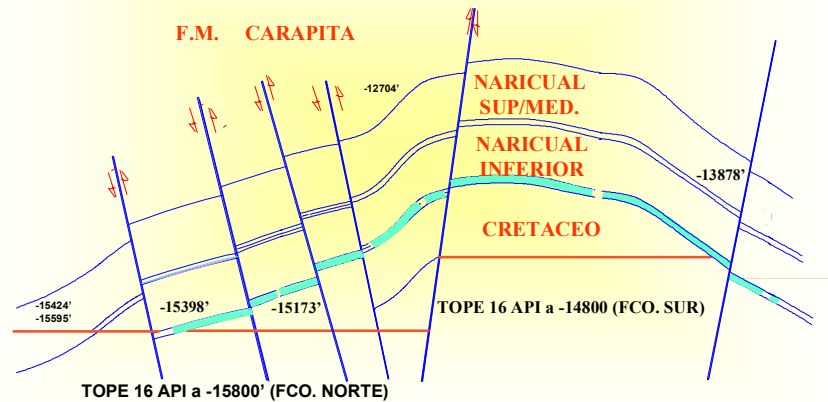 F.M. CARAPITA
-12704'
NARICUAL
SUP/MED.
NARICUAL
INFERIOR
-13878'
CRETACEO
-15424'
-15595'
-15398'
-15173'
TOPE 16 API a -14800 (FCO. SUR)
TOPE 16 API a -15800' (FCO. NORTE)